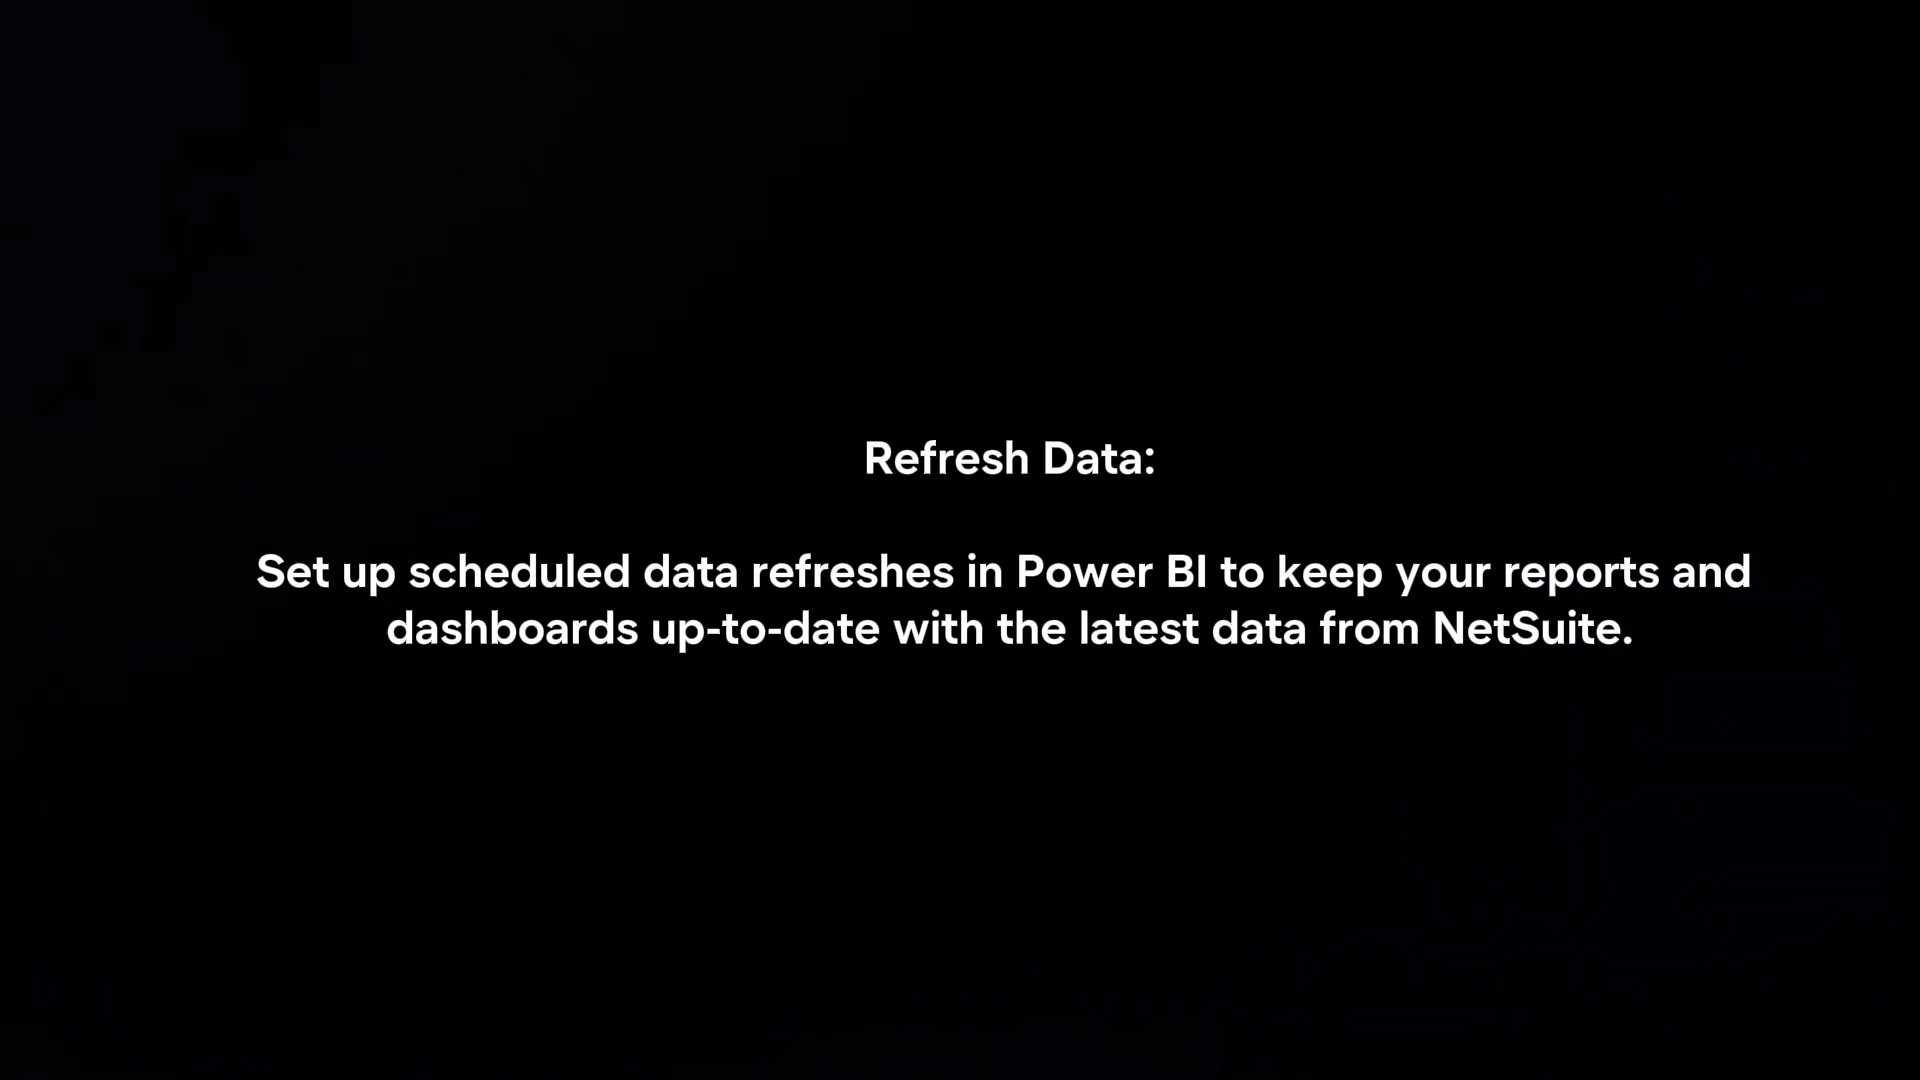 Refresh Data:
Set up scheduled data refreshes in Power BI to keep your reports and
dashboards up-to-date with the latest data from NetSuite.